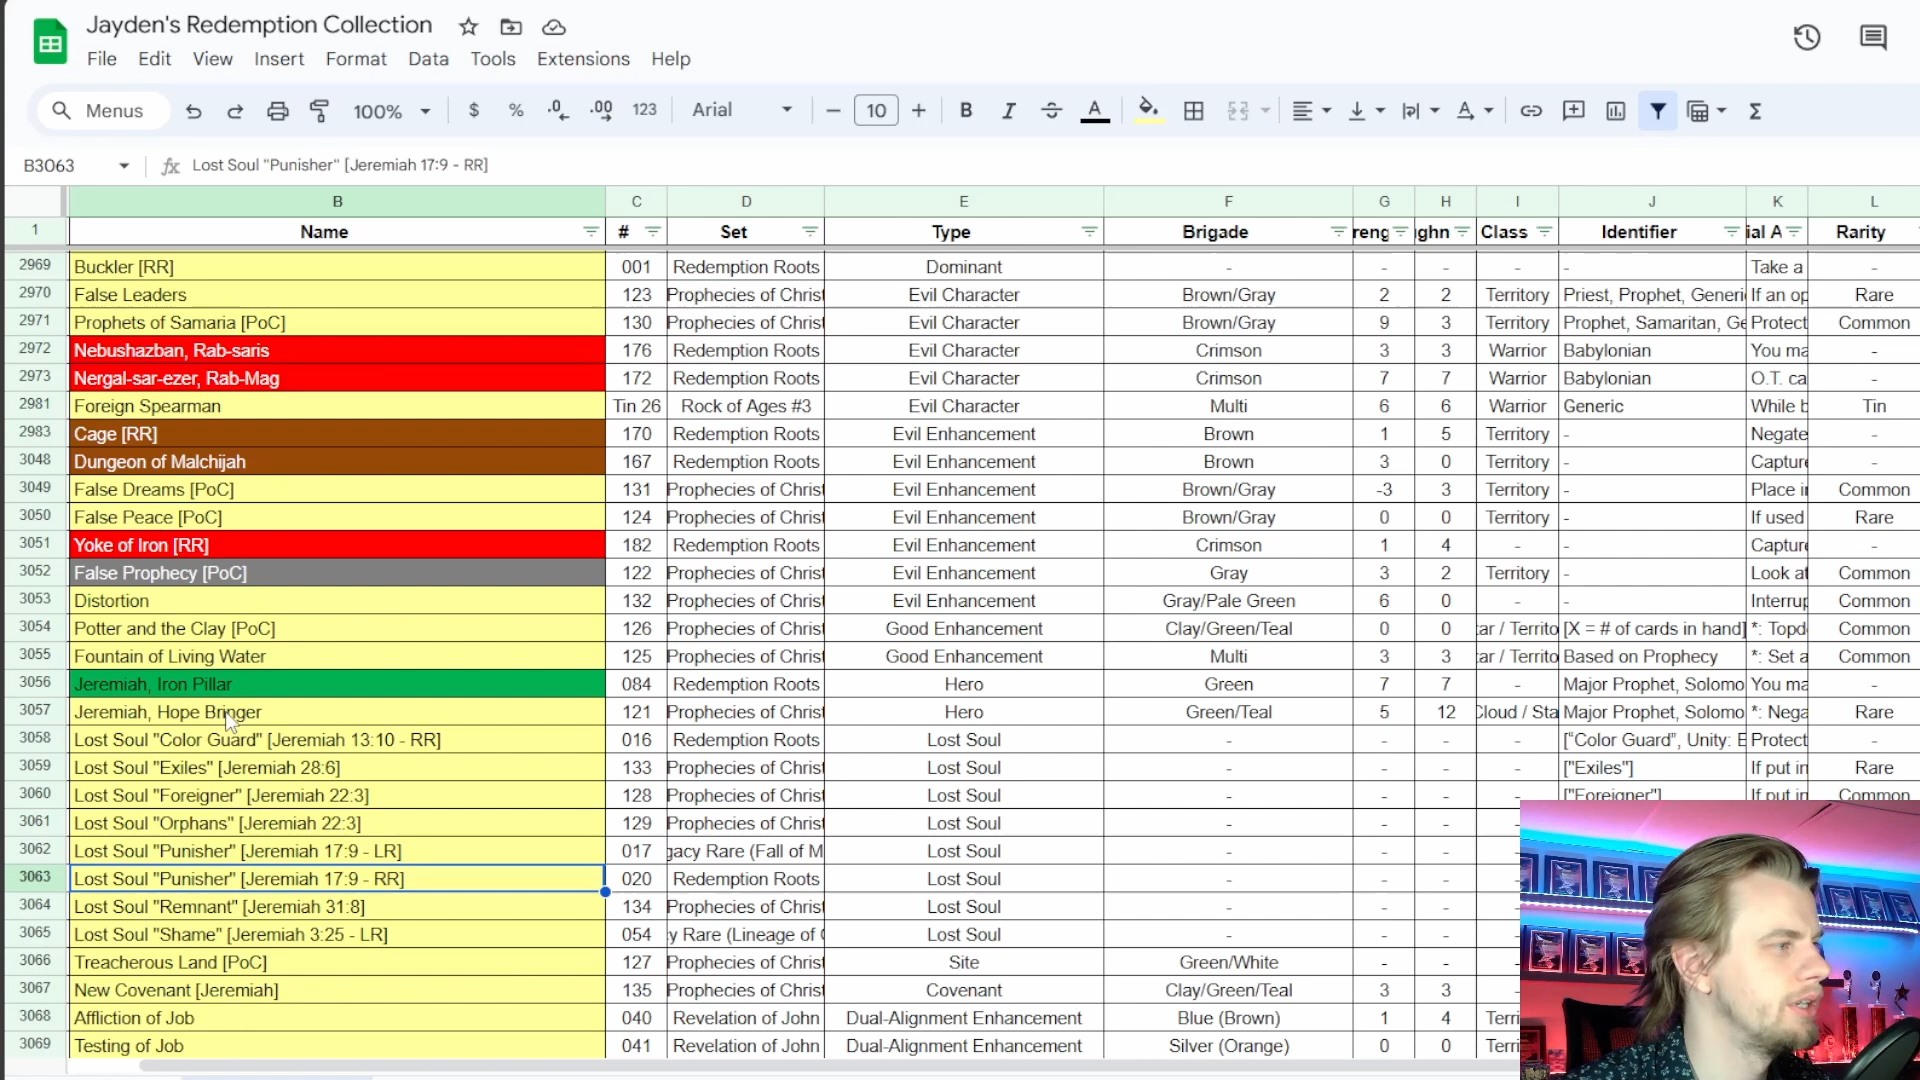 Jayden's Redemption Collection
File Edit View Insert Format Data Tools Extensions Help
Menus 100% $ % .0 .00 123 Arial 10 B I A Σ
B3063 fx Lost Soul "Punisher" [Jeremiah 17:9 - RR]
B C D E F G H I J K L
1 Name # Set Type Brigade reng ghn Class Identifier ial A Rarity
2969 Buckler [RR] 001 Redemption Roots Dominant - - - - - Take a -
2970 False Leaders 123 Prophecies of Christ Evil Character Brown/Gray 2 2 Territory Priest, Prophet, Generi If an op Rare
2971 Prophets of Samaria [PoC] 130 Prophecies of Christ Evil Character Brown/Gray 9 3 Territory Prophet, Samaritan, Ge Protect Common
2972 Nebushazban, Rab-saris 176 Redemption Roots Evil Character Crimson 3 3 Warrior Babylonian You ma -
2973 Nergal-sar-ezer, Rab-Mag 172 Redemption Roots Evil Character Crimson 7 7 Warrior Babylonian O.T. ca -
2981 Foreign Spearman Tin 26 Rock of Ages #3 Evil Character Multi 6 6 Warrior Generic While b Tin
2983 Cage [RR] 170 Redemption Roots Evil Enhancement Brown 1 5 Territory - Negate -
3048 Dungeon of Malchijah 167 Redemption Roots Evil Enhancement Brown 3 0 Territory - Capture -
3049 False Dreams [PoC] 131 Prophecies of Christ Evil Enhancement Brown/Gray -3 3 Territory - Place in Common
3050 False Peace [PoC] 124 Prophecies of Christ Evil Enhancement Brown/Gray 0 0 Territory - If used Rare
3051 Yoke of Iron [RR] 182 Redemption Roots Evil Enhancement Crimson 1 4 - - Capture -
3052 False Prophecy [PoC] 122 Prophecies of Christ Evil Enhancement Gray 3 2 Territory - Look at Common
3053 Distortion 132 Prophecies of Christ Evil Enhancement Gray/Pale Green 6 0 - - Interrup Common
3054 Potter and the Clay [PoC] 126 Prophecies of Christ Good Enhancement Clay/Green/Teal 0 0 tar / Territo [X = # of cards in hand] *: Topd Common
3055 Fountain of Living Water 125 Prophecies of Christ Good Enhancement Multi 3 3 tar / Territo Based on Prophecy *: Set a Common
3056 Jeremiah, Iron Pillar 084 Redemption Roots Hero Green 7 7 - Major Prophet, Solomo You ma -
3057 Jeremiah, Hope Bringer 121 Prophecies of Christ Hero Green/Teal 5 12 Cloud / Sta Major Prophet, Solomo *: Nega Rare
3058 Lost Soul "Color Guard" [Jeremiah 13:10 - RR] 016 Redemption Roots Lost Soul - - - - ["Color Guard", Unity: E Protect -
3059 Lost Soul "Exiles" [Jeremiah 28:6] 133 Prophecies of Christ Lost Soul - - - - ["Exiles"] If put in Rare
3060 Lost Soul "Foreigner" [Jeremiah 22:3] 128 Prophecies of Christ Lost Soul - - - - ["Foreigner"] If put in Common
3061 Lost Soul "Orphans" [Jeremiah 22:3] 129 Prophecies of Christ Lost Soul - - - -
3062 Lost Soul "Punisher" [Jeremiah 17:9 - LR] 017 gacy Rare (Fall of M Lost Soul - - - -
3063 Lost Soul "Punisher" [Jeremiah 17:9 - RR] 020 Redemption Roots Lost Soul - - - -
3064 Lost Soul "Remnant" [Jeremiah 31:8] 134 Prophecies of Christ Lost Soul - - - -
3065 Lost Soul "Shame" [Jeremiah 3:25 - LR] 054 y Rare (Lineage of Lost Soul - - - -
3066 Treacherous Land [PoC] 127 Prophecies of Christ Site Green/White - - -
3067 New Covenant [Jeremiah] 135 Prophecies of Christ Covenant Clay/Green/Teal 3 3 -
3068 Affliction of Job 040 Revelation of John Dual-Alignment Enhancement Blue (Brown) 1 4 Terri
3069 Testing of Job 041 Revelation of John Dual-Alignment Enhancement Silver (Orange) 0 0 Terri